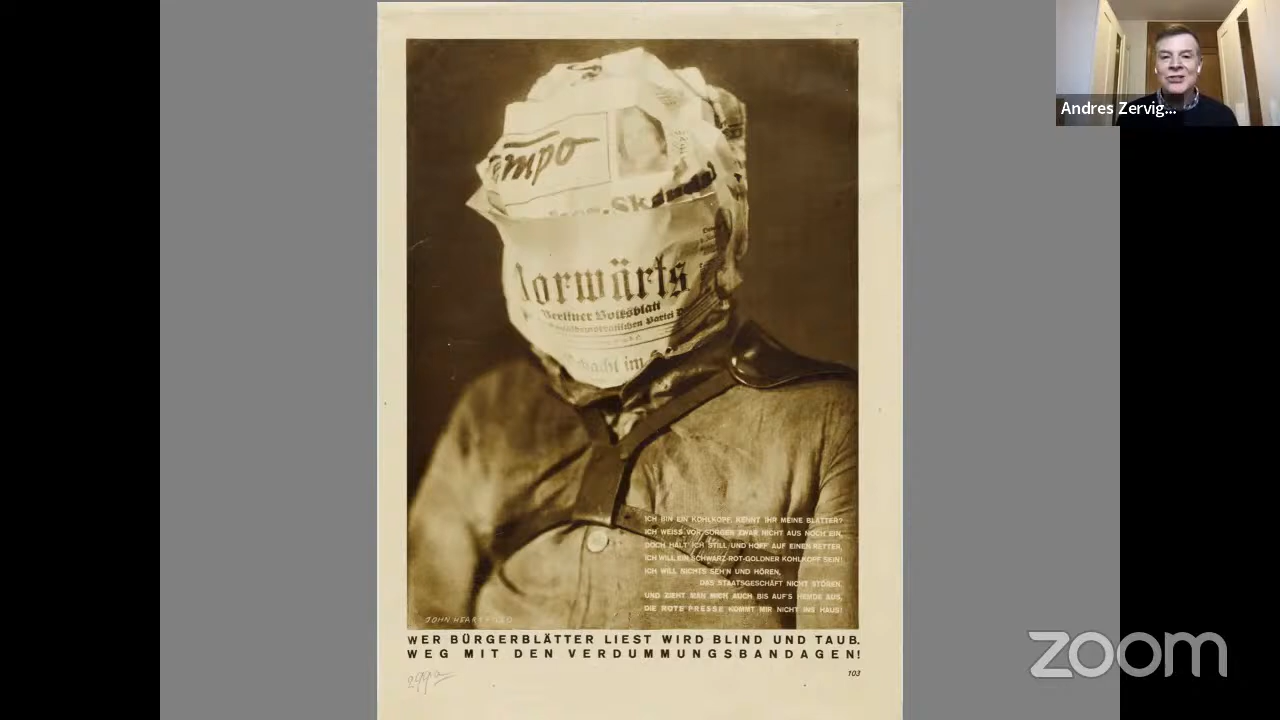 Tempo
Vorwärts
Berliner Volksblatt
ICH BIN EIN KOHLKOPF. KENNT IHR MEINE BLÄTTER?
ICH WEISS VOR SORGEN ZWAR NICHT AUS NOCH EIN,
DOCH HALT' ICH STILL UND HOFF AUF EINEN RETTER.
ICH WILL EIN SCHWARZ-ROT-GOLDNER KOHLKOPF SEIN!
ICH WILL NICHTS SEH'N UND HÖREN,
DAS STAATSGESCHÄFT NICHT STÖREN.
UND ZIEHT MAN MICH AUCH BIS AUF'S HEMDE AUS,
DIE ROTE PRESSE KOMMT MIR NICHT INS HAUS!
JOHN HEARTFIELD
WER BÜRGERBLÄTTER LIEST WIRD BLIND UND TAUB.
WEG MIT DEN VERDUMMUNGSBANDAGEN!
103
Andres Zervig...
zoom